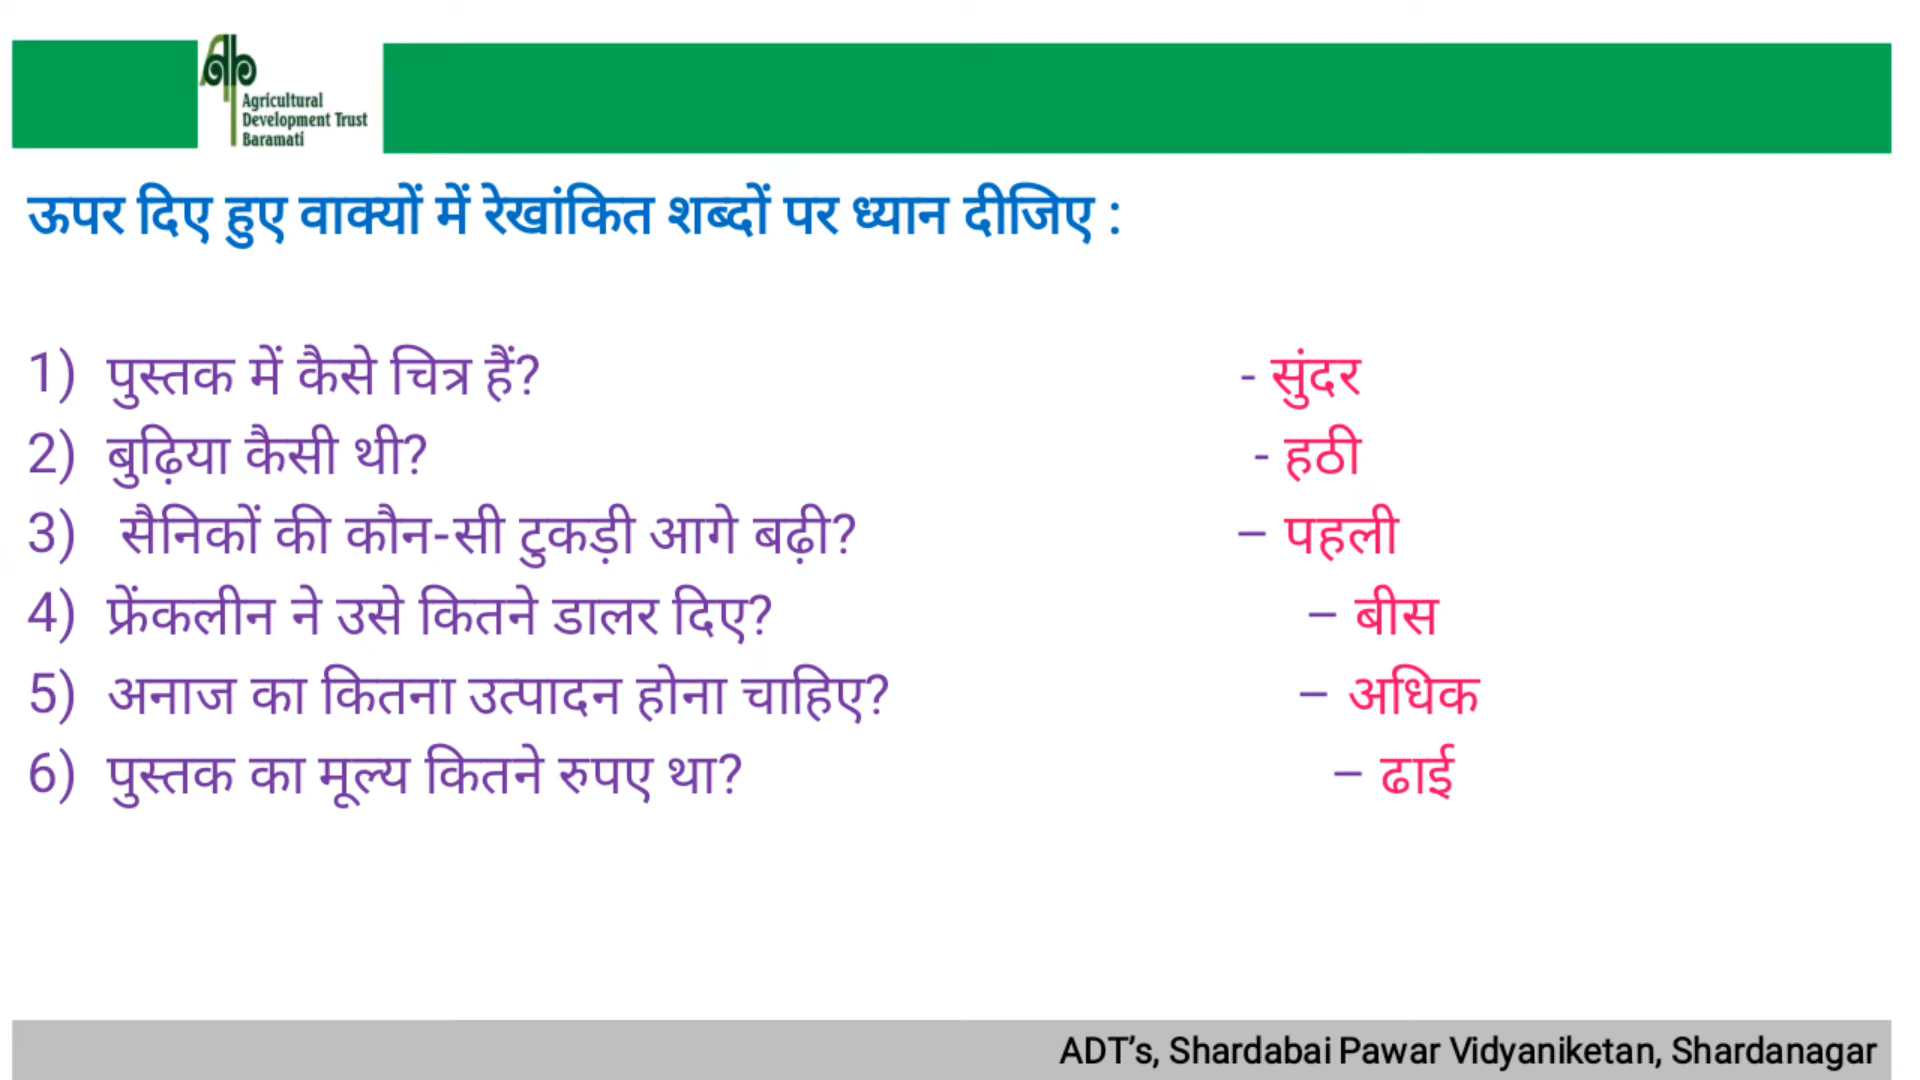 Agricultural
Development Trust
Baramati
ऊपर दिए हुए वाक्यों में रेखांकित शब्दों पर ध्यान दीजिए :
1) पुस्तक में कैसे चित्र हैं? - सुंदर
2) बुढ़िया कैसी थी? - हठी
3) सैनिकों की कौन-सी टुकड़ी आगे बढ़ी? – पहली
4) फ्रेंकलीन ने उसे कितने डालर दिए? – बीस
5) अनाज का कितना उत्पादन होना चाहिए? – अधिक
6) पुस्तक का मूल्य कितने रुपए था? – ढाई
ADT’s, Shardabai Pawar Vidyaniketan, Shardanagar